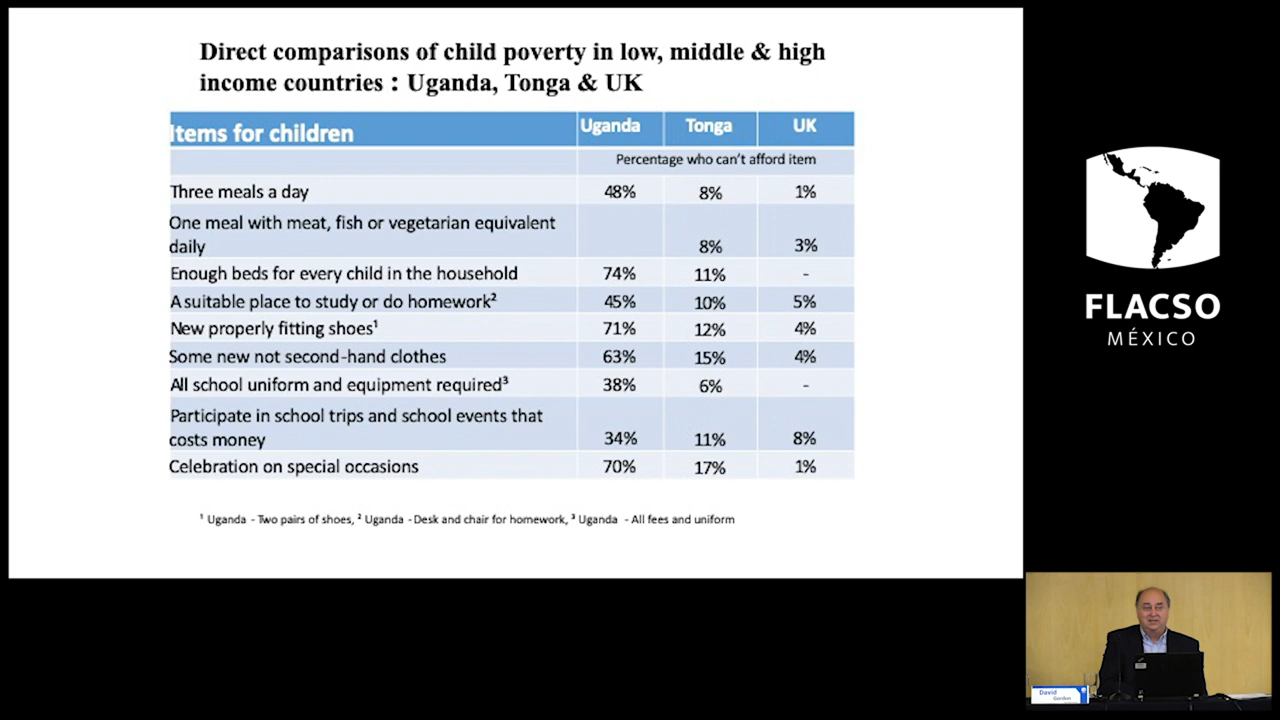 Direct comparisons of child poverty in low, middle & high
income countries : Uganda, Tonga & UK
Items for children Uganda Tonga UK
Percentage who can't afford item
Three meals a day 48% 8% 1%
One meal with meat, fish or vegetarian equivalent
daily 8% 3%
Enough beds for every child in the household 74% 11% -
A suitable place to study or do homework² 45% 10% 5%
New properly fitting shoes¹ 71% 12% 4%
Some new not second-hand clothes 63% 15% 4%
All school uniform and equipment required³ 38% 6% -
Participate in school trips and school events that
costs money 34% 11% 8%
Celebration on special occasions 70% 17% 1%
¹ Uganda - Two pairs of shoes, ² Uganda - Desk and chair for homework, ³ Uganda - All fees and uniform
FLACSO
MÉXICO
David
Gordon